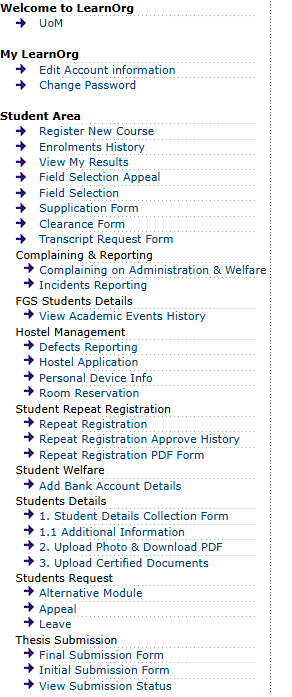 Welcome to LearnOrg
UoM
My LearnOrg
Edit Account information
Change Password
Student Area
Register New Course
Enrolments History
View My Results
Field Selection Appeal
Field Selection
Supplication Form
Clearance Form
Transcript Request Form
Complaining & Reporting
Complaining on Administration & Welfare
Incidents Reporting
FGS Students Details
View Academic Events History
Hostel Management
Defects Reporting
Hostel Application
Personal Device Info
Room Reservation
Student Repeat Registration
Repeat Registration
Repeat Registration Approve History
Repeat Registration PDF Form
Student Welfare
Add Bank Account Details
Students Details
1. Student Details Collection Form
1.1 Additional Information
2. Upload Photo & Download PDF
3. Upload Certified Documents
Students Request
Alternative Module
Appeal
Leave
Thesis Submission
Final Submission Form
Initial Submission Form
View Submission Status